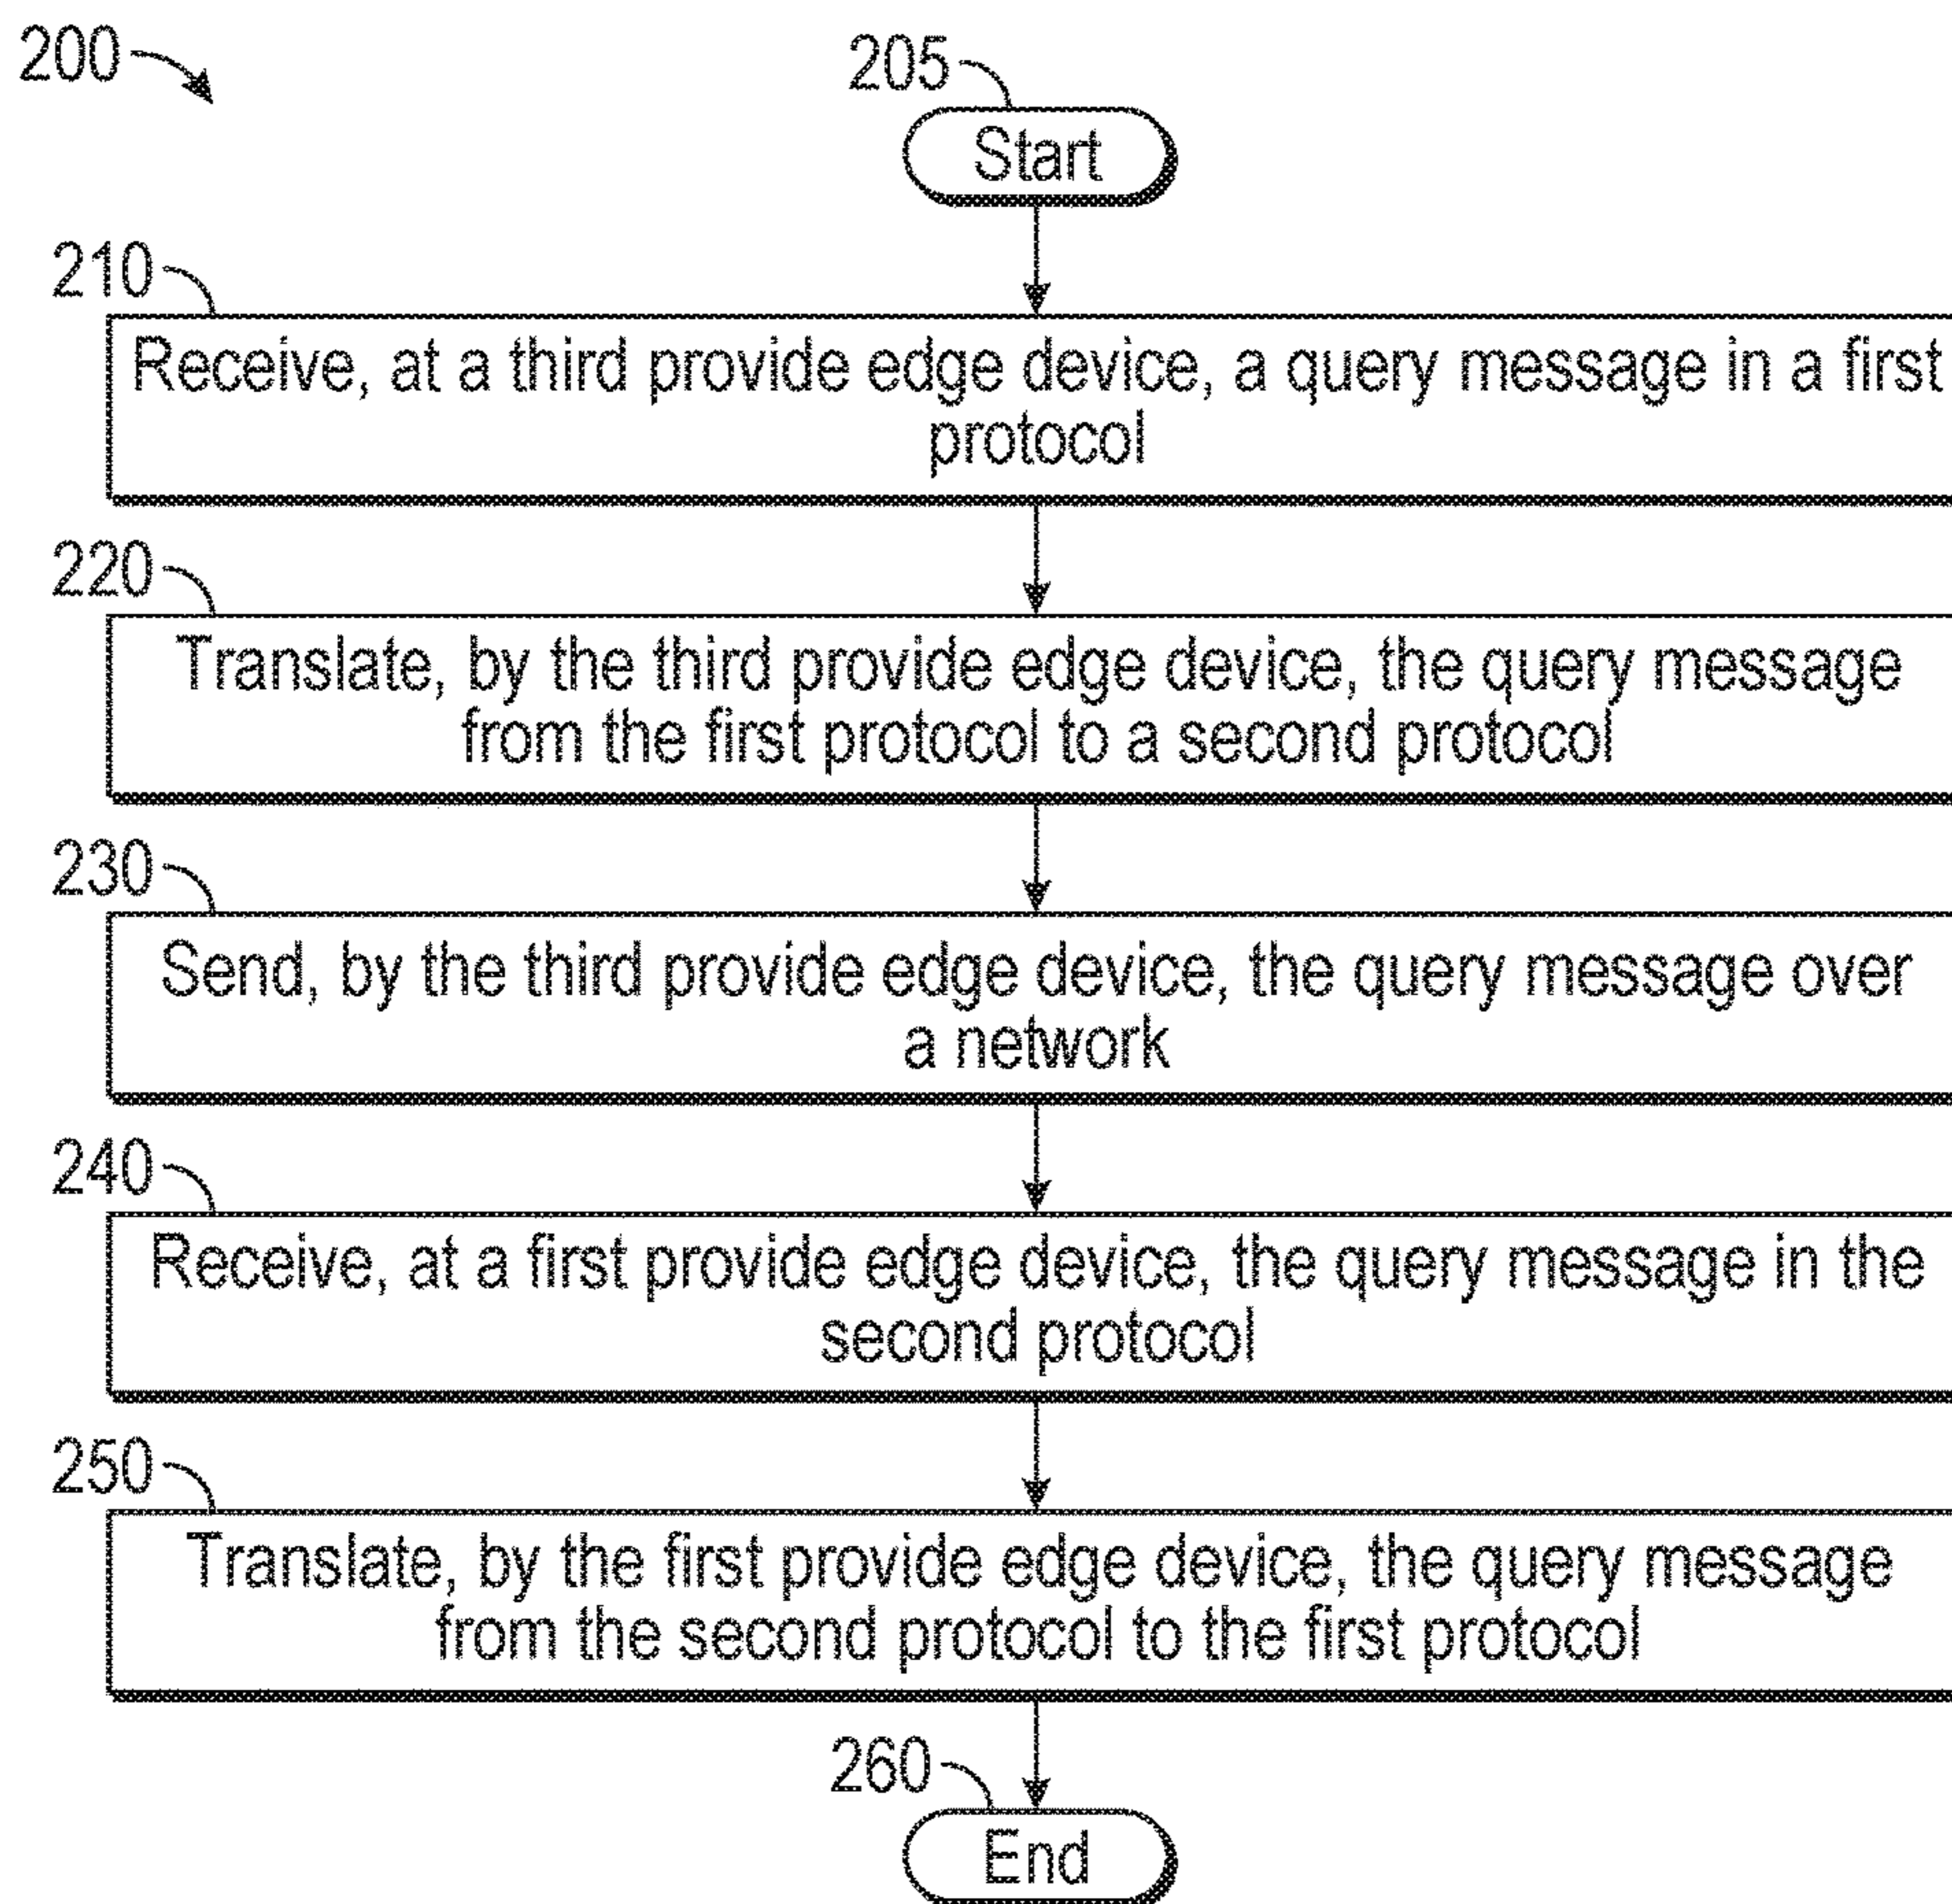 200
205
Start
210
Receive, at a third provide edge device, a query message in a first
protocol
220
Translate, by the third provide edge device, the query message
from the first protocol to a second protocol
230
Send, by the third provide edge device, the query message over
a network
240
Receive, at a first provide edge device, the query message in the
second protocol
250
Translate, by the first provide edge device, the query message
from the second protocol to the first protocol
260
End